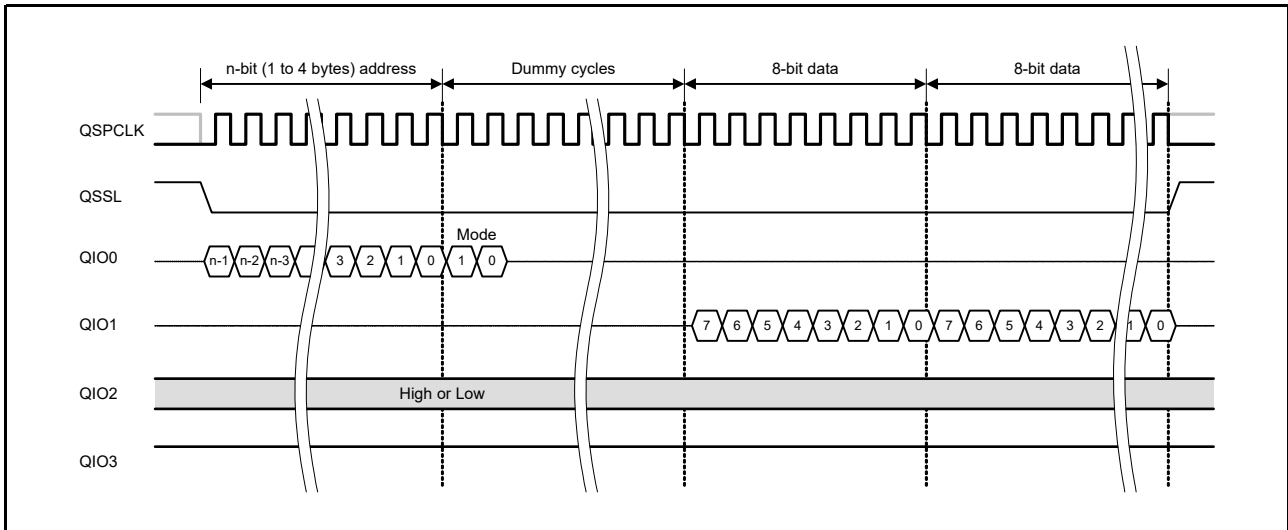 n-bit (1 to 4 bytes) address Dummy cycles 8-bit data 8-bit data
QSPCLK
QSSL
Mode
QIO0 n-1 n-2 n-3 3 2 1 0 1 0
QIO1 7 6 5 4 3 2 1 0 7 6 5 4 3 2 1 0
QIO2 High or Low
QIO3